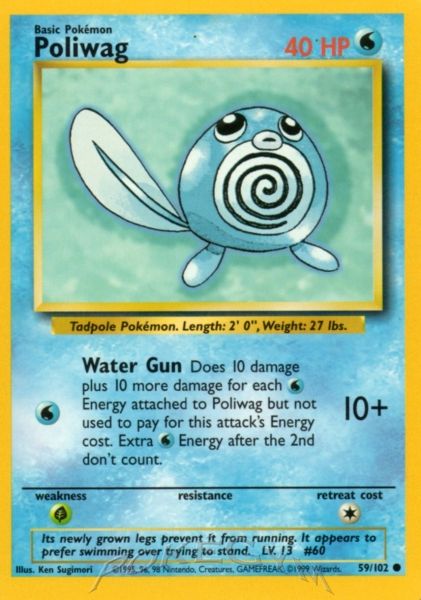 Basic Pokémon
Poliwag
40 HP
Tadpole Pokémon. Length: 2' 0", Weight: 27 lbs.
Water Gun Does 10 damage
plus 10 more damage for each
Energy attached to Poliwag but not
used to pay for this attack's Energy
cost. Extra Energy after the 2nd
don't count.
10+
weakness resistance retreat cost
Its newly grown legs prevent it from running. It appears to
prefer swimming over trying to stand. LV. 13 #60
Illus. Ken Sugimori ©1995, 96, 98 Nintendo, Creatures, GAMEFREAK. ©1999 Wizards. 59/102